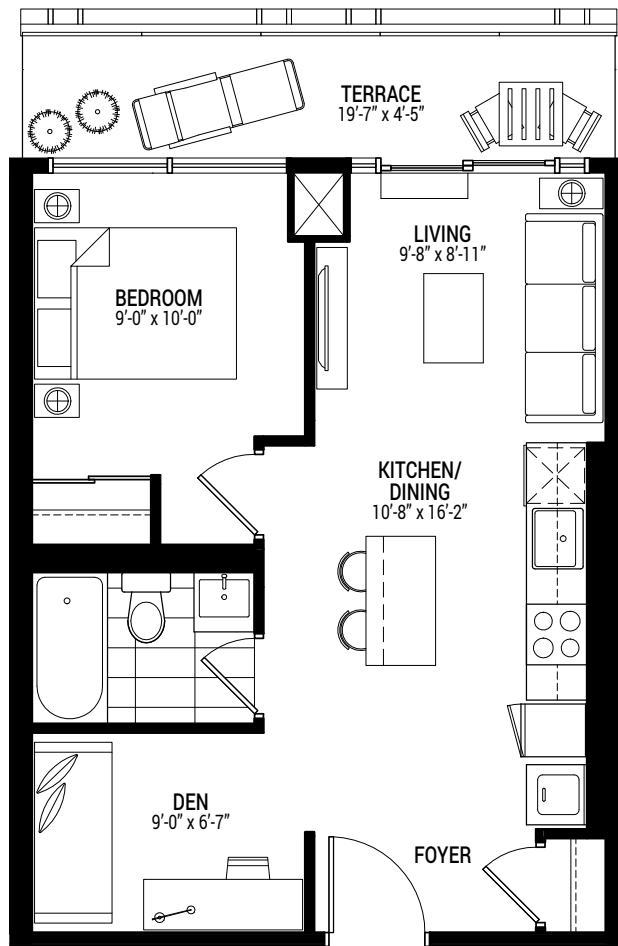 TERRACE
19'-7" x 4'-5"
LIVING
9'-8" x 8'-11"
BEDROOM
9'-0" x 10'-0"
KITCHEN/
DINING
10'-8" x 16'-2"
DEN
9'-0" x 6'-7"
FOYER